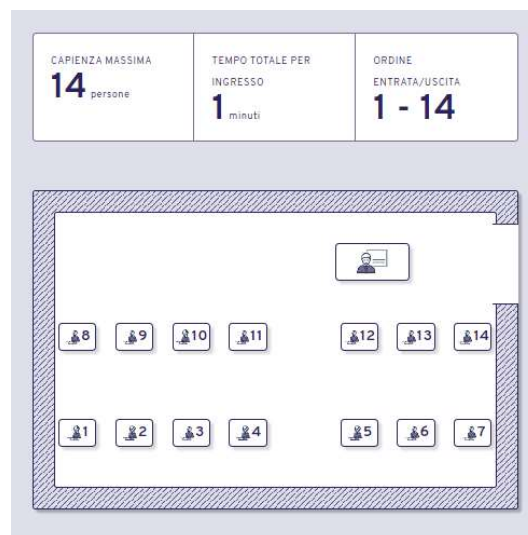 CAPIENZA MASSIMA
14 persone
TEMPO TOTALE PER
INGRESSO
1 minuti
ORDINE
ENTRATA/USCITA
1 - 14
8 9 10 11 12 13 14
1 2 3 4 5 6 7